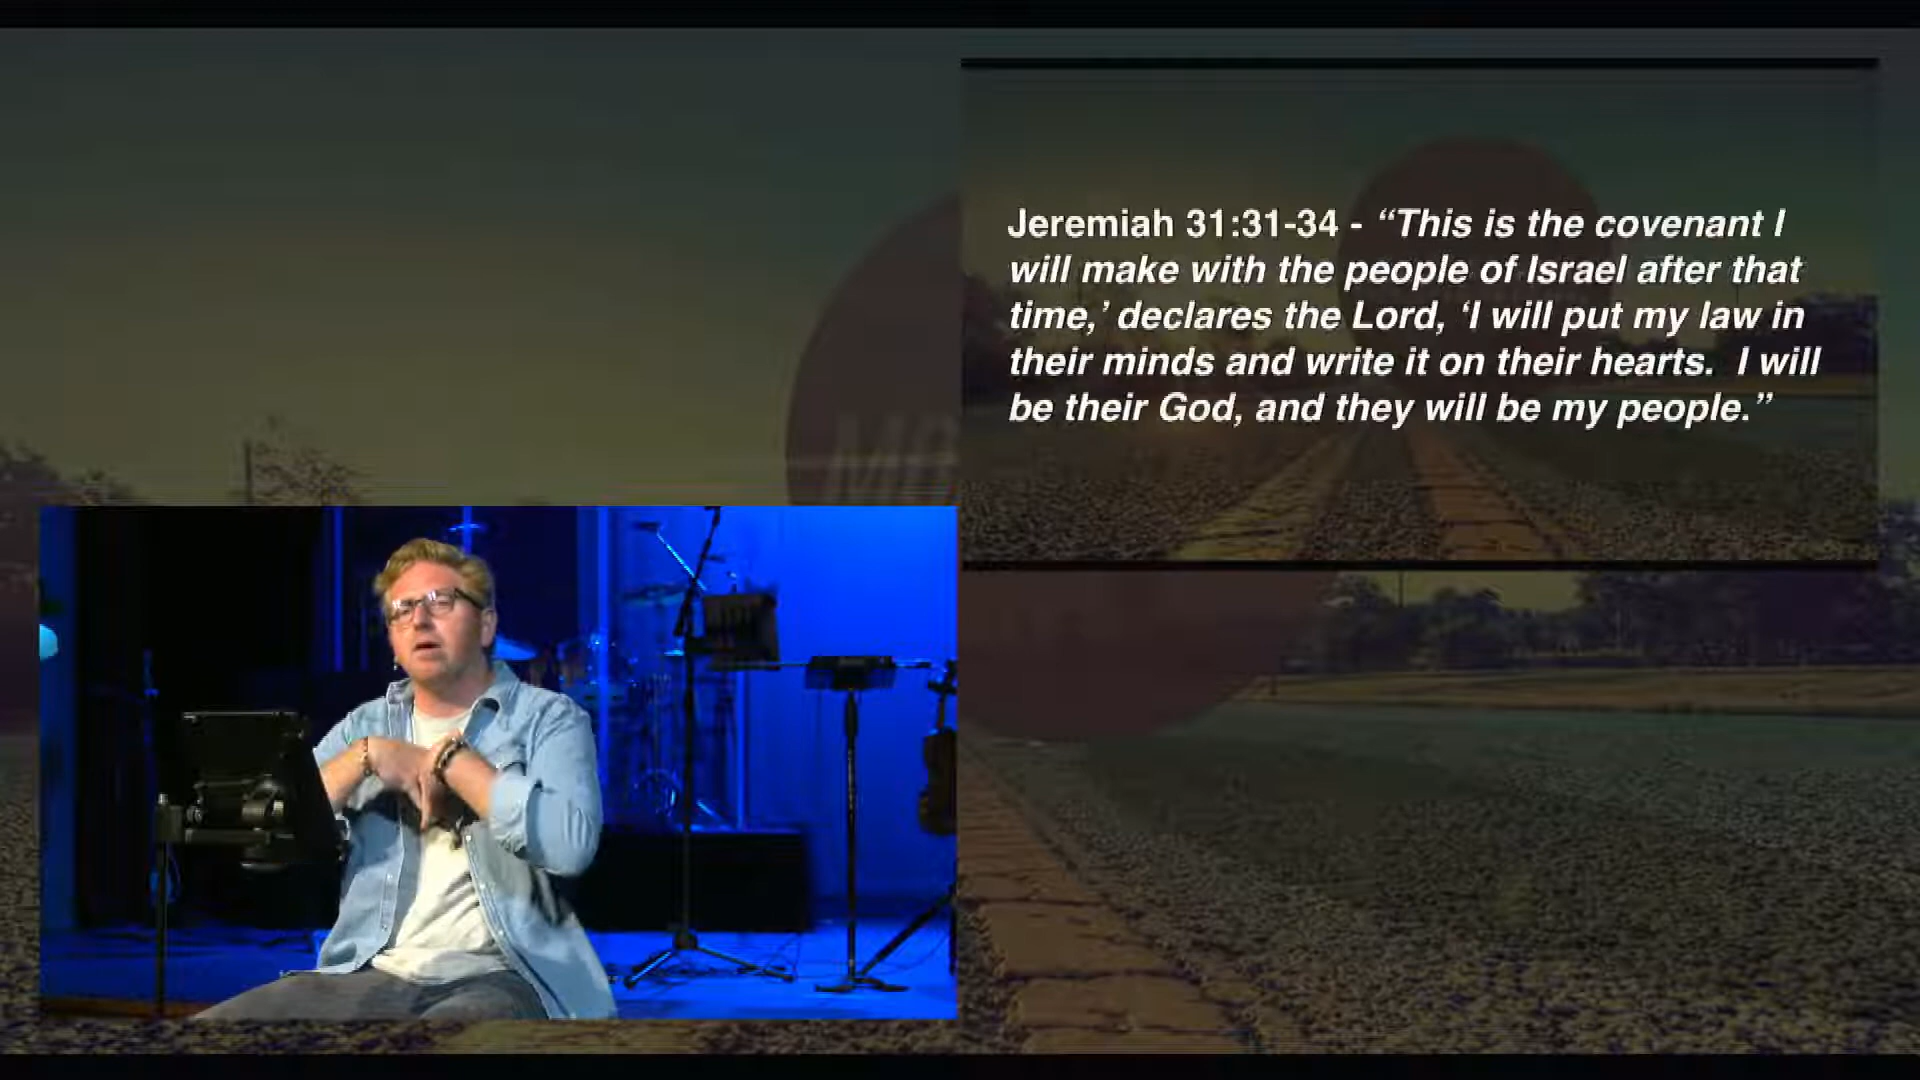 Jeremiah 31:31-34 - “This is the covenant I
will make with the people of Israel after that
time,’ declares the Lord, ‘I will put my law in
their minds and write it on their hearts.  I will
be their God, and they will be my people.”